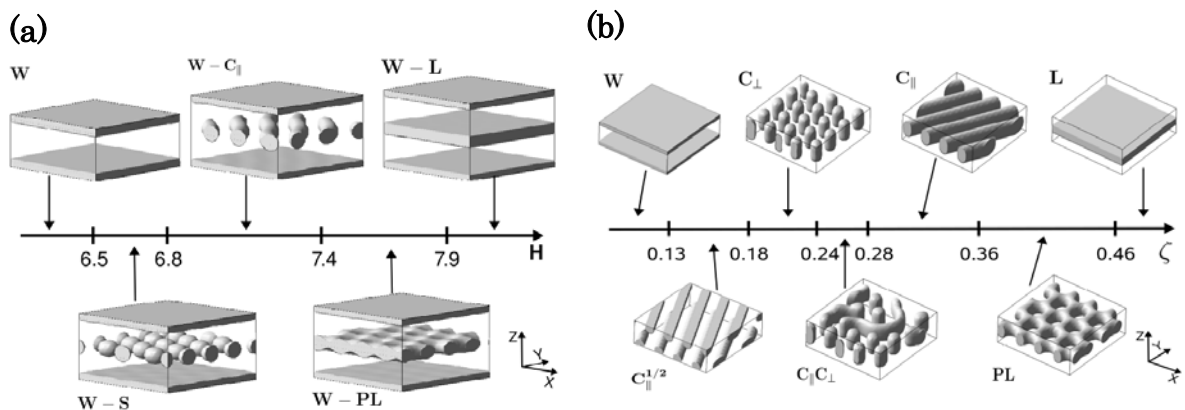 (a)
W
W – C∥
W – L
6.5 6.8 7.4 7.9 H
W – S
W – PL
Z
Y
X
(b)
W
C⊥
C∥
L
0.13 0.18 0.24 0.28 0.36 0.46 ζ
C∥^1/2
C∥C⊥
PL
Z
Y
X